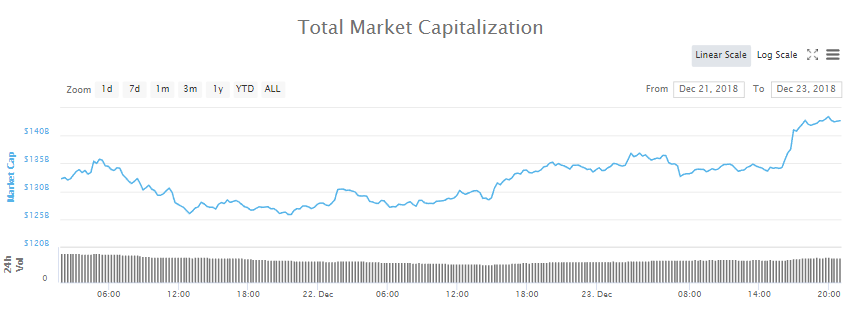 Total Market Capitalization
Linear Scale Log Scale
Zoom 1d 7d 1m 3m 1y YTD ALL From Dec 21, 2018 To Dec 23, 2018
Market Cap
$140B
$135B
$130B
$125B
$120B
24h Vol
0
06:00 12:00 18:00 22. Dec 06:00 12:00 18:00 23. Dec 08:00 14:00 20:00